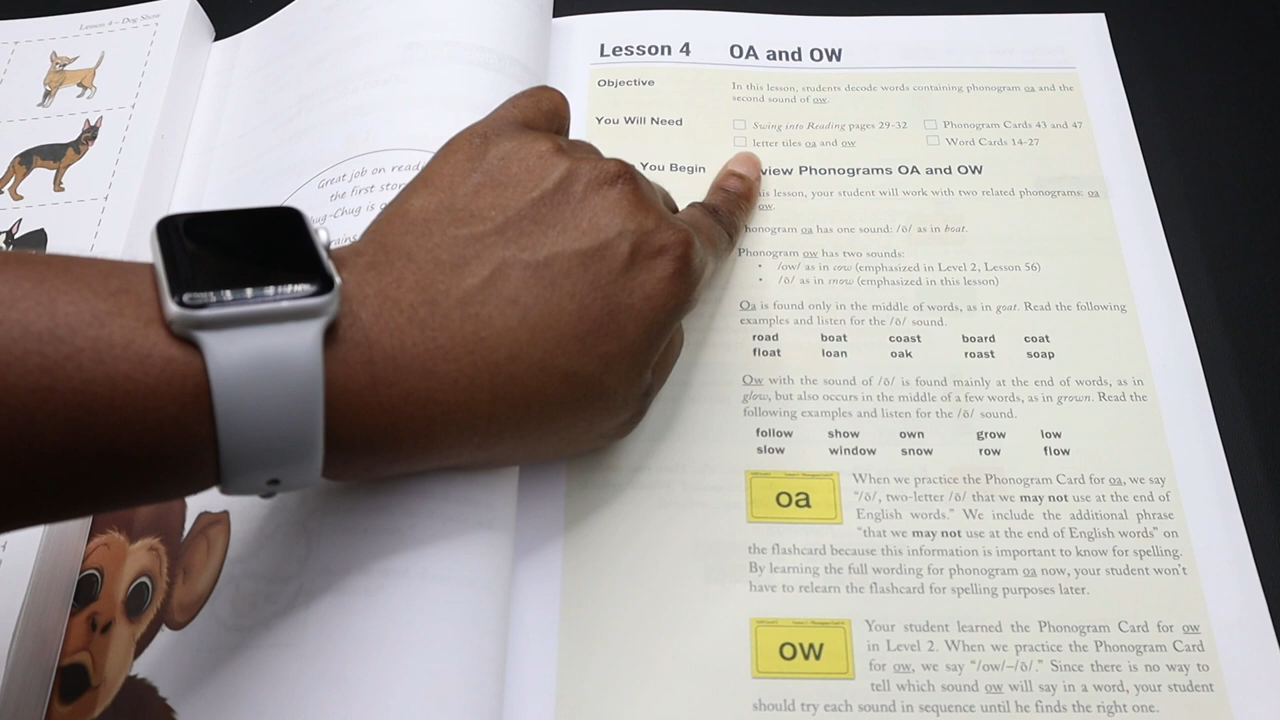 Lesson 4 – Dog Show
Great job on read
the first stor
ug-Chug is
rains
Lesson 4 OA and OW
Objective
In this lesson, students decode words containing phonogram oa and the
second sound of ow.
You Will Need
Swing into Reading pages 29-32
Phonogram Cards 43 and 47
letter tiles oa and ow
Word Cards 14-27
You Begin
view Phonograms OA and OW
is lesson, your student will work with two related phonograms: oa
ow.
honogram oa has one sound: /ō/ as in boat.
Phonogram ow has two sounds:
• /ow/ as in cow (emphasized in Level 2, Lesson 56)
• /ō/ as in snow (emphasized in this lesson)
Oa is found only in the middle of words, as in goat. Read the following
examples and listen for the /ō/ sound.
road boat coast board coat
float loan oak roast soap
Ow with the sound of /ō/ is found mainly at the end of words, as in
glow, but also occurs in the middle of a few words, as in grown. Read the
following examples and listen for the /ō/ sound.
follow show own grow low
slow window snow row flow
oa
When we practice the Phonogram Card for oa, we say
"/ō/, two-letter /ō/ that we may not use at the end of
English words." We include the additional phrase
"that we may not use at the end of English words" on
the flashcard because this information is important to know for spelling.
By learning the full wording for phonogram oa now, your student won't
have to relearn the flashcard for spelling purposes later.
ow
Your student learned the Phonogram Card for ow
in Level 2. When we practice the Phonogram Card
for ow, we say "/ow/–/ō/." Since there is no way to
tell which sound ow will say in a word, your student
should try each sound in sequence until he finds the right one.